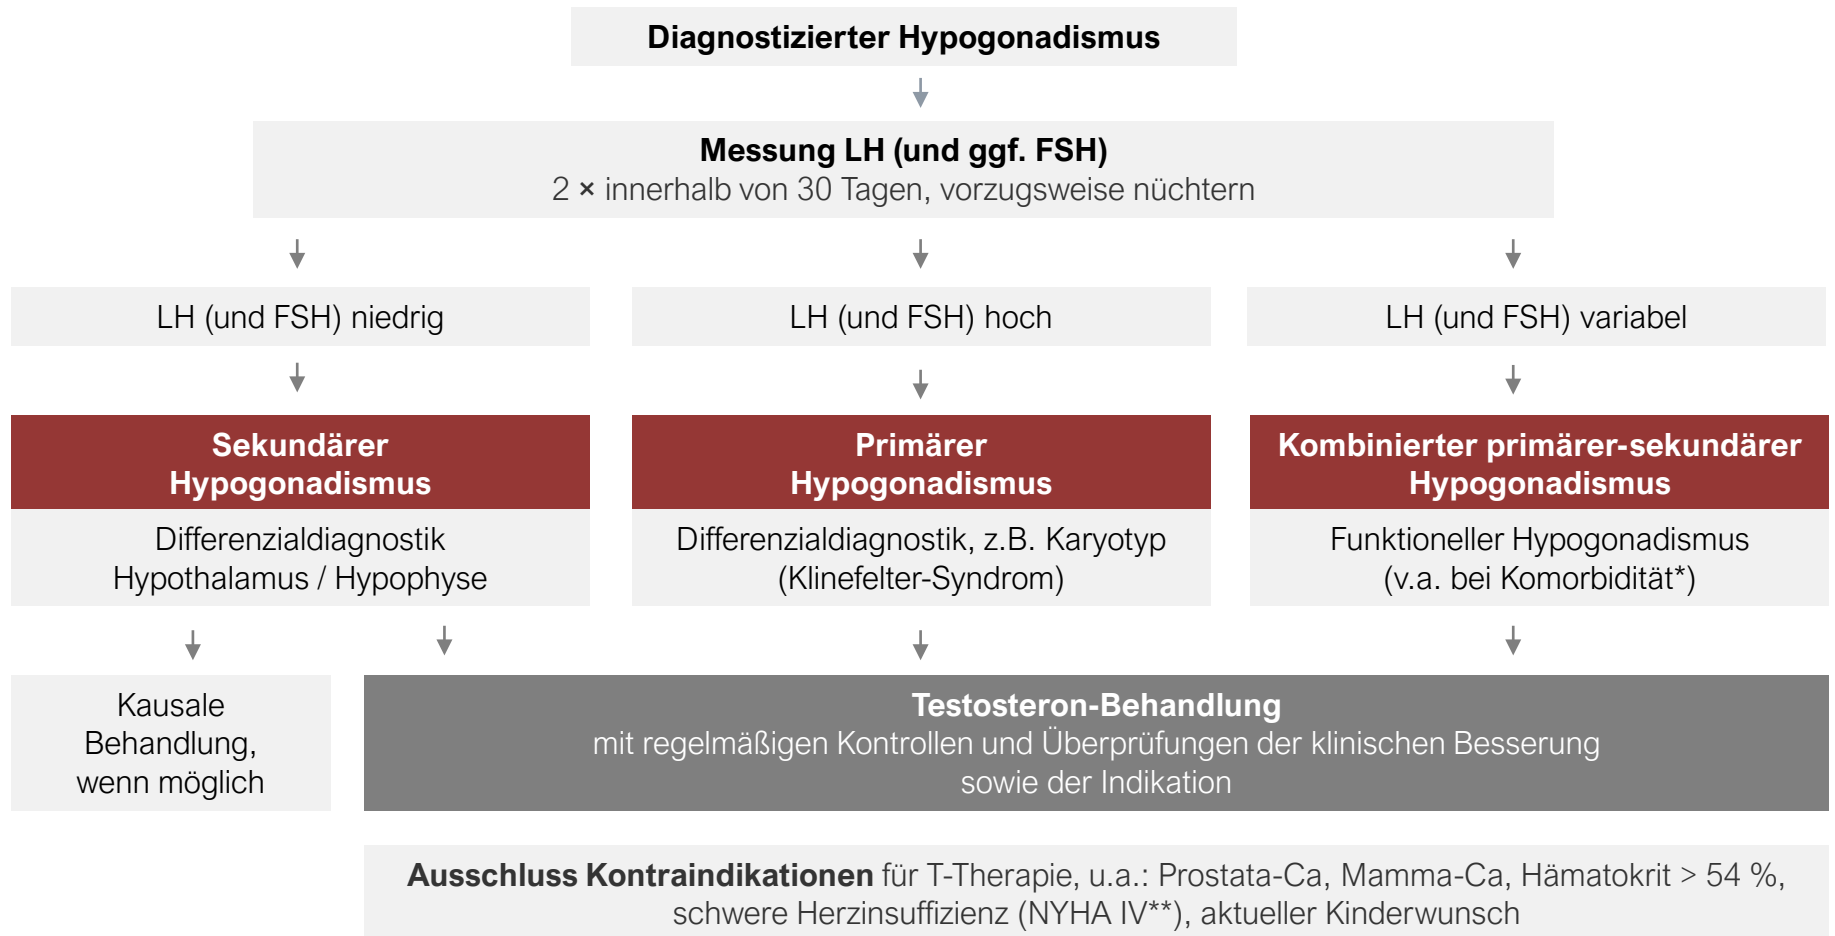 Diagnostizierter Hypogonadismus
Messung LH (und ggf. FSH)
2 × innerhalb von 30 Tagen, vorzugsweise nüchtern
LH (und FSH) niedrig
LH (und FSH) hoch
LH (und FSH) variabel
Sekundärer
Hypogonadismus
Primärer
Hypogonadismus
Kombinierter primärer-sekundärer
Hypogonadismus
Differenzialdiagnostik
Hypothalamus / Hypophyse
Differenzialdiagnostik, z.B. Karyotyp
(Klinefelter-Syndrom)
Funktioneller Hypogonadismus
(v.a. bei Komorbidität*)
Kausale
Behandlung,
wenn möglich
Testosteron-Behandlung
mit regelmäßigen Kontrollen und Überprüfungen der klinischen Besserung
sowie der Indikation
Ausschluss Kontraindikationen für T-Therapie, u.a.: Prostata-Ca, Mamma-Ca, Hämatokrit > 54 %,
schwere Herzinsuffizienz (NYHA IV**), aktueller Kinderwunsch